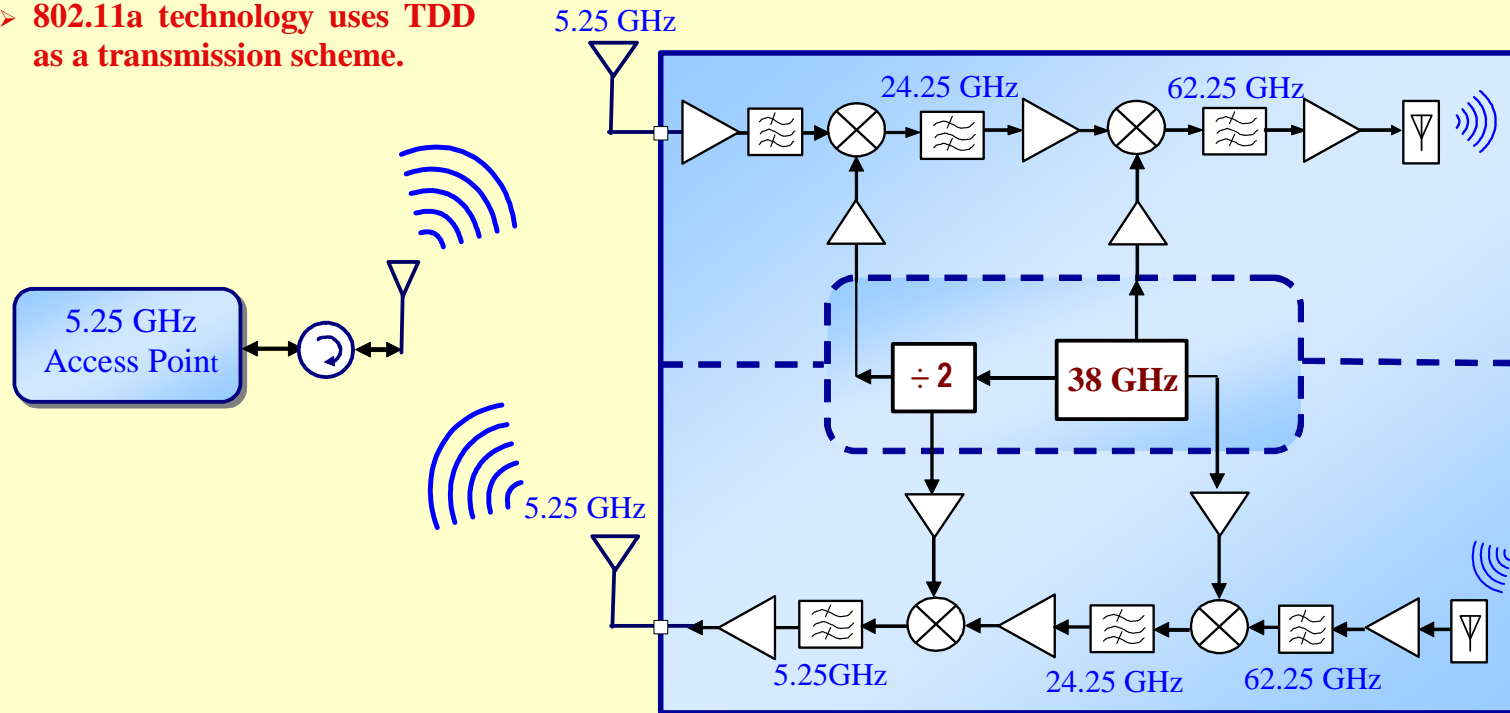 ➢ 802.11a technology uses TDD
as a transmission scheme.
5.25 GHz
24.25 GHz
62.25 GHz
5.25 GHz
Access Point
÷ 2
38 GHz
5.25 GHz
5.25GHz
24.25 GHz
62.25 GHz